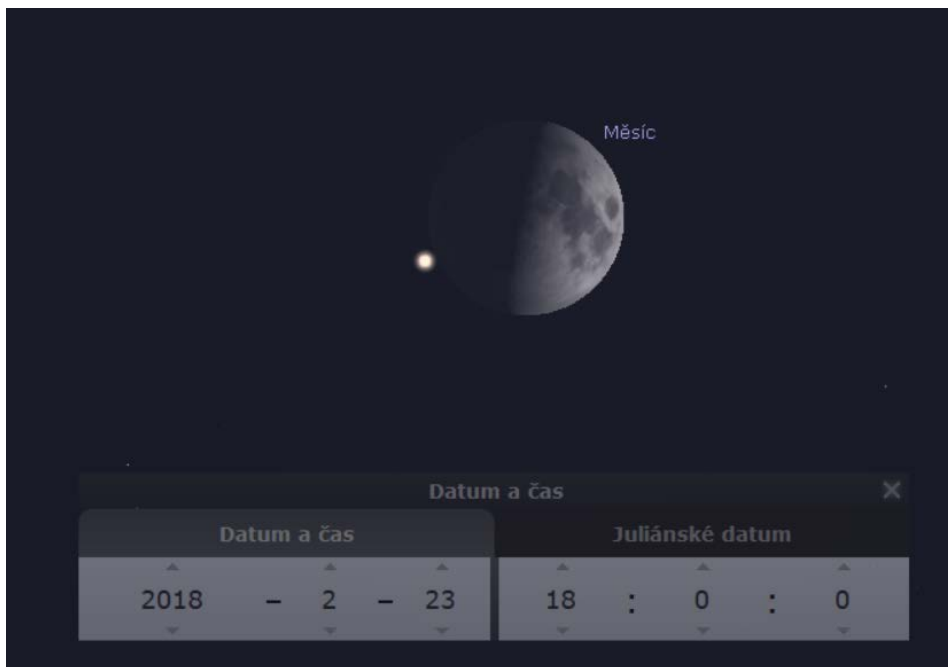 Měsíc
Datum a čas
Datum a čas Juliánské datum
2018 – 2 – 23 18 : 0 : 0